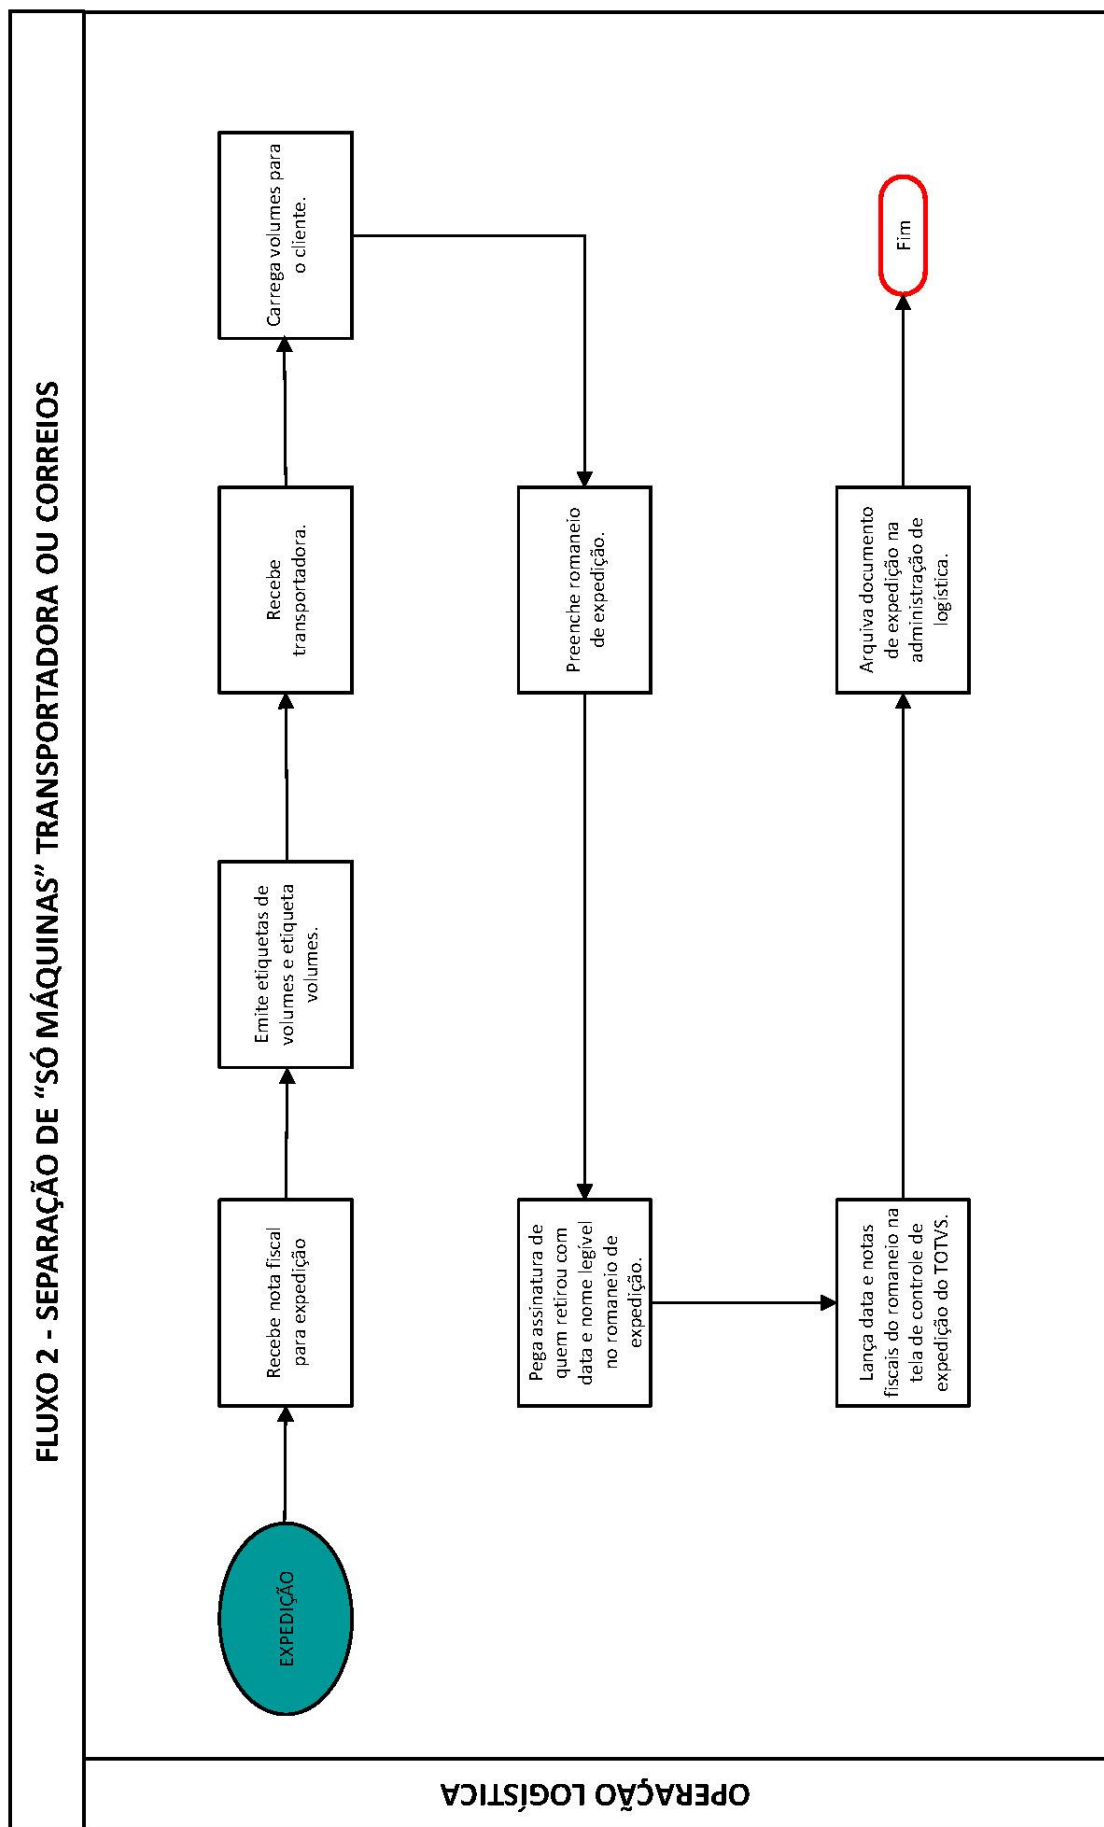 FLUXO 2 - SEPARAÇÃO DE “SÓ MÁQUINAS” TRANSPORTADORA OU CORREIOS
OPERAÇÃO LOGÍSTICA
EXPEDIÇÃO
Recebe nota fiscal
para expedição
Emite etiquetas de
volumes e etiqueta
volumes.
Recebe
transportadora.
Carrega volumes para
o cliente.
Preenche romaneio
de expedição.
Pega assinatura de
quem retirou com
data e nome legível
no romaneio de
expedição.
Lança data e notas
fiscais do romaneio na
tela de controle de
expedição do TOTVS.
Arquiva documento
de expedição na
administração de
logística.
Fim